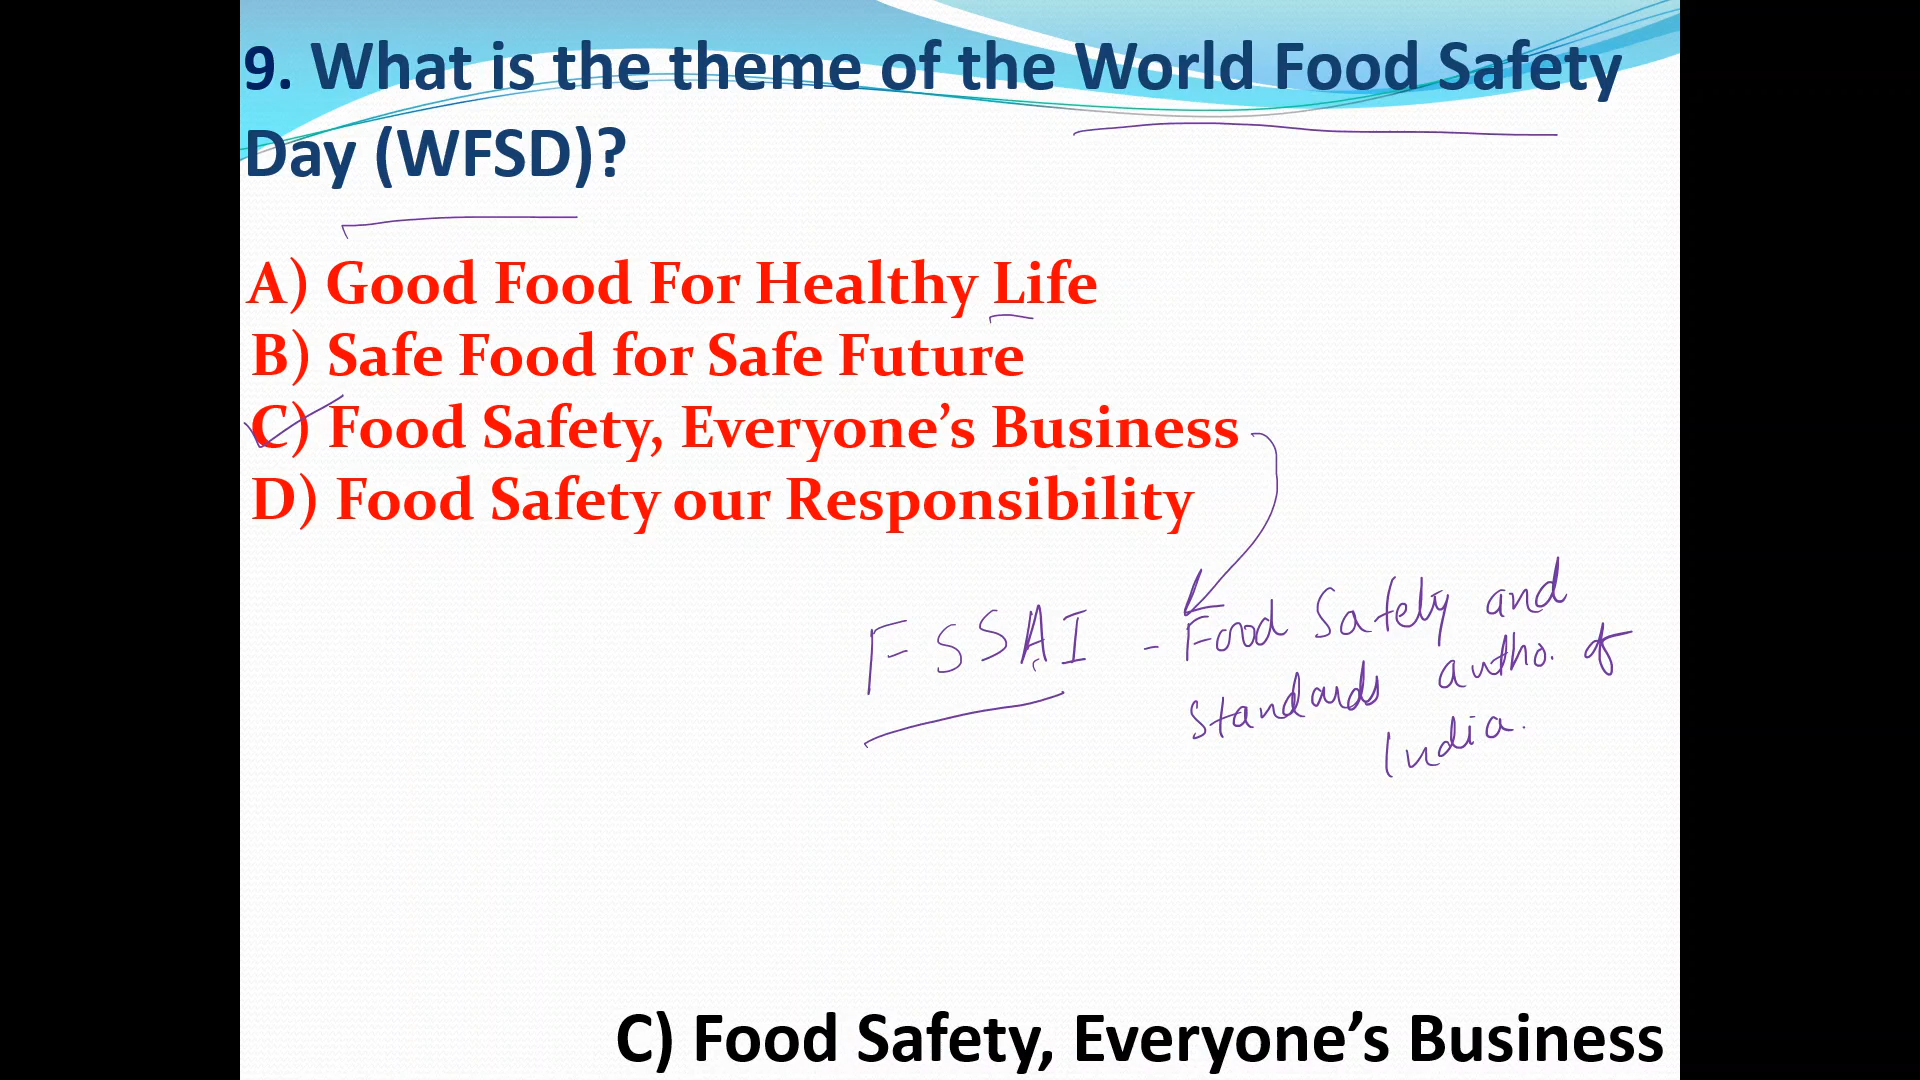 9. What is the theme of the World Food Safety
Day (WFSD)?
A) Good Food For Healthy Life
B) Safe Food for Safe Future
C) Food Safety, Everyone’s Business
D) Food Safety our Responsibility
FSSAI - Food Safety and
Standards autho. of
India.
C) Food Safety, Everyone’s Business